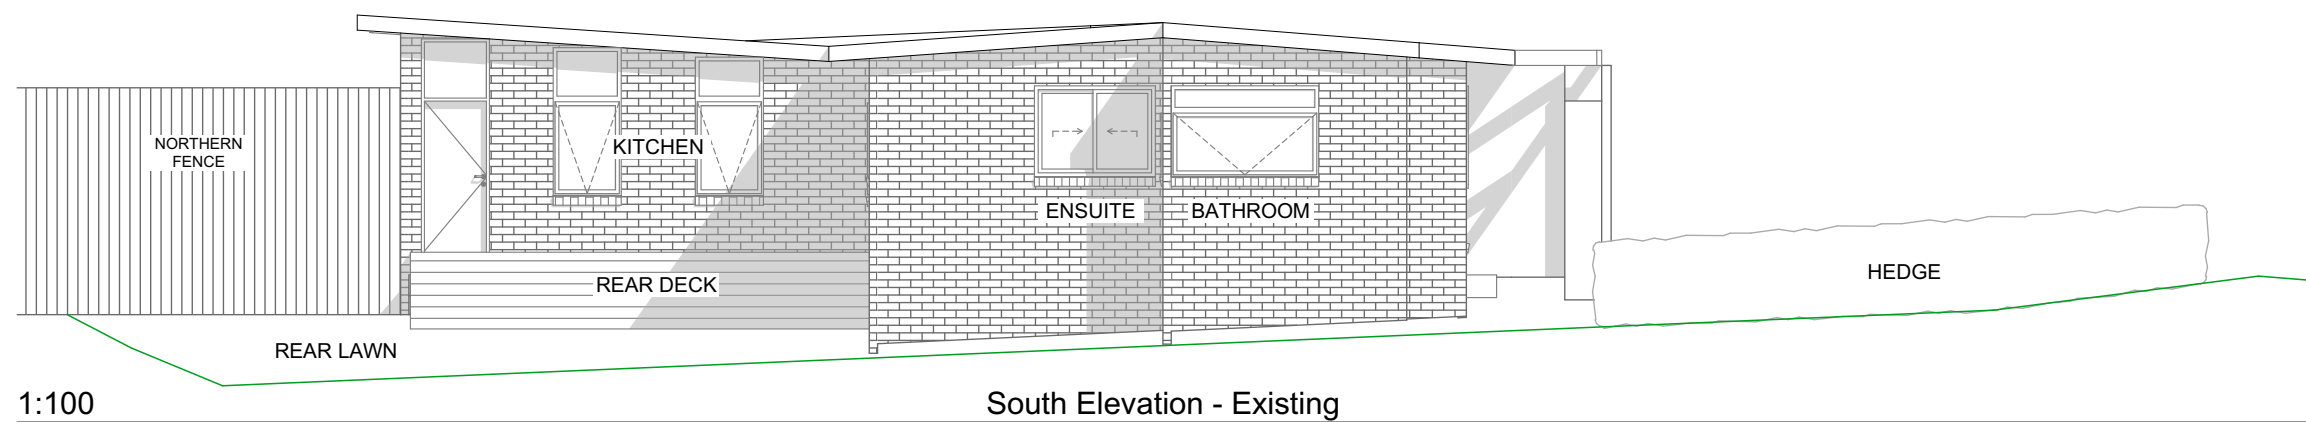 NORTHERN
FENCE
KITCHEN
ENSUITE
BATHROOM
REAR DECK
HEDGE
REAR LAWN
1:100
South Elevation - Existing